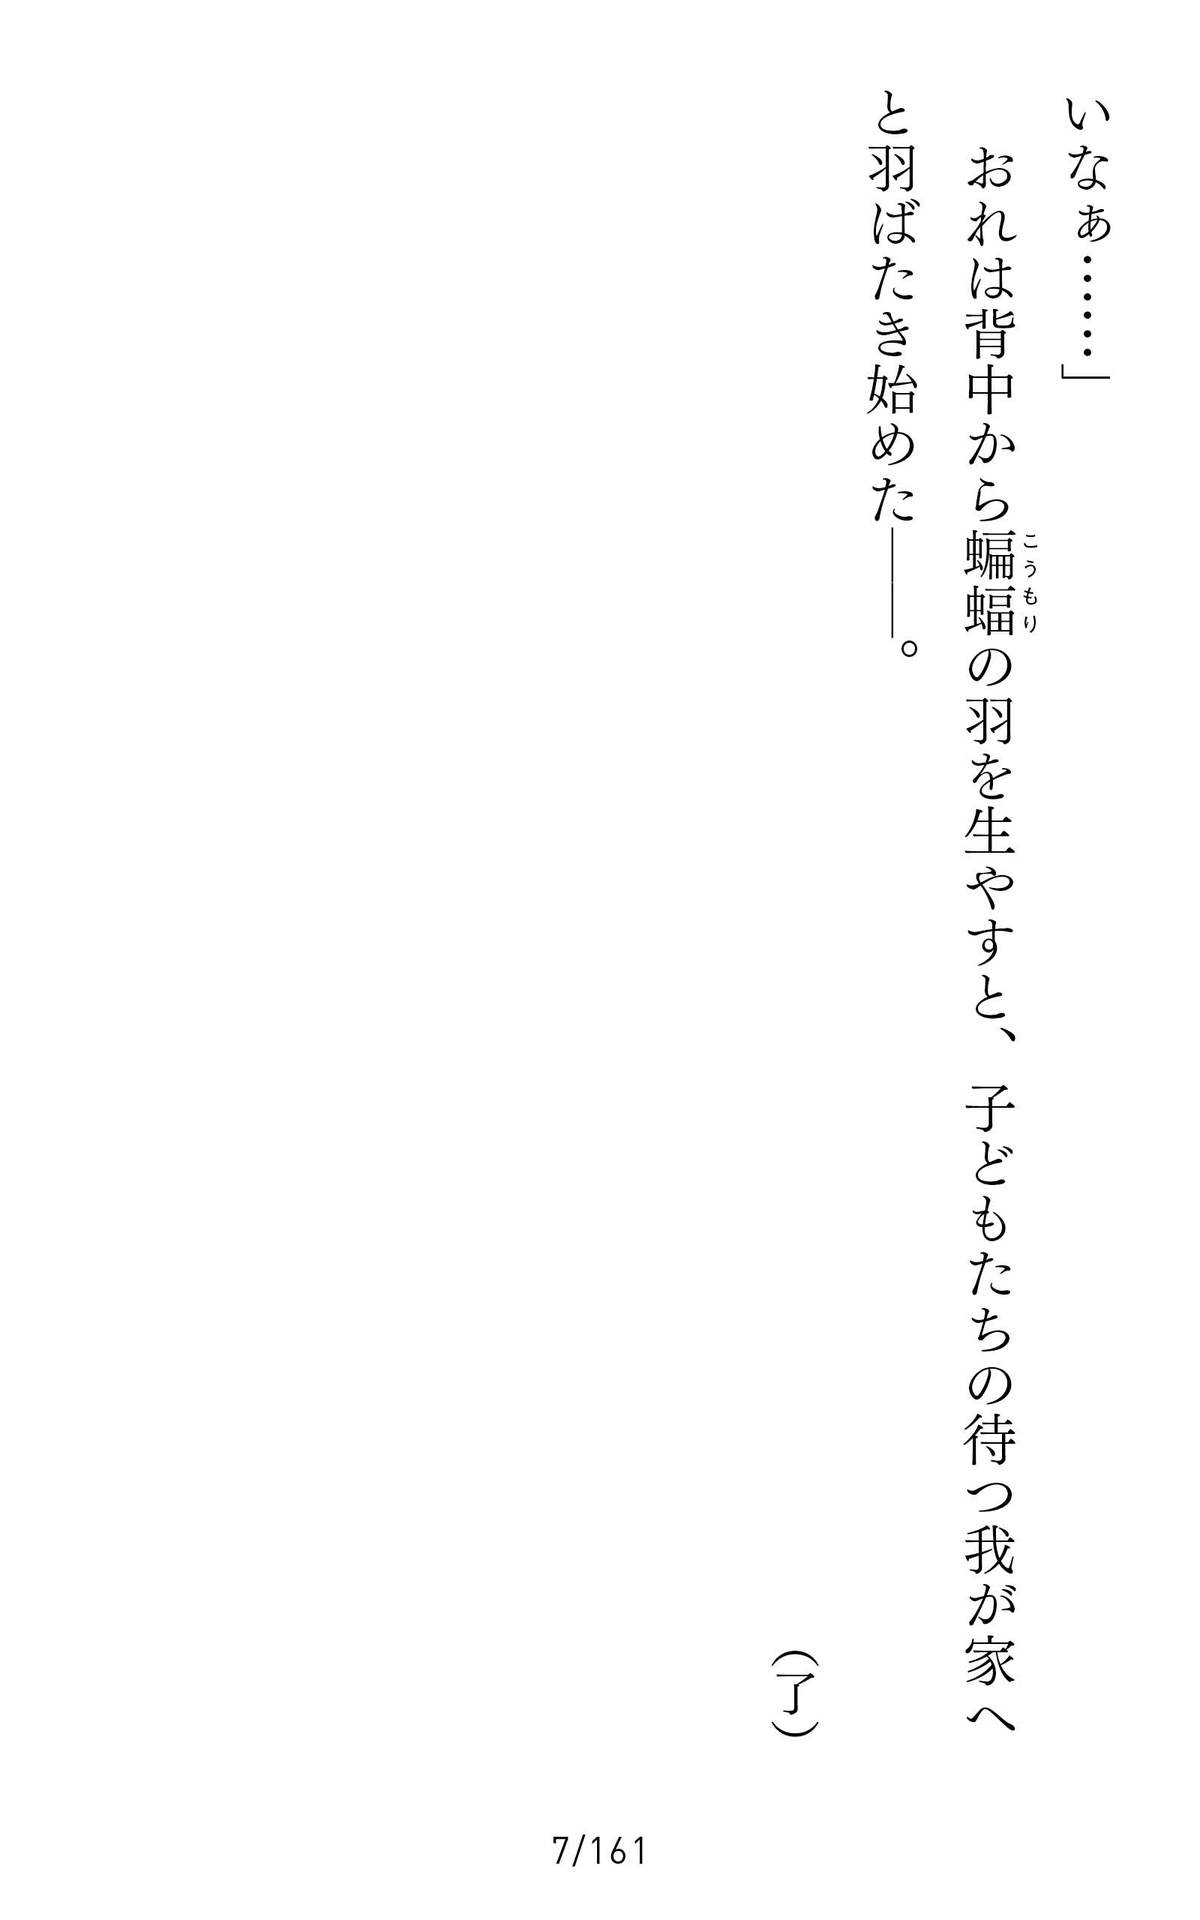 いなぁ……」
　おれは背中から蝙蝠の羽を生やすと、子どもたちの待つ我が家へ
こうもり
と羽ばたき始めた――。
（了）
7/161